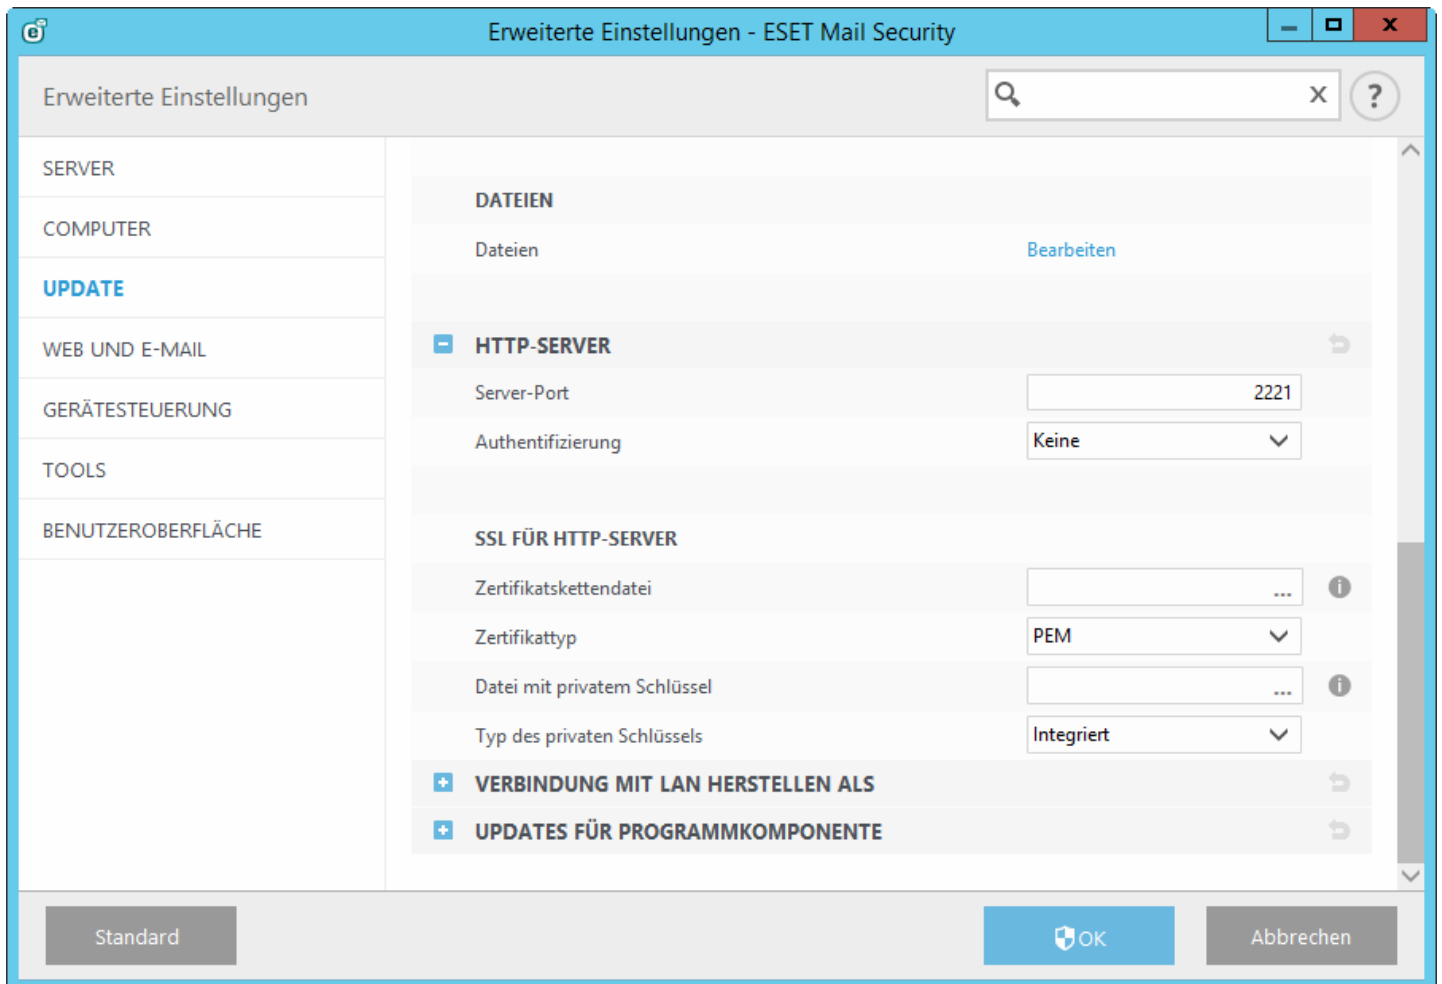 Erweiterte Einstellungen - ESET Mail Security
Erweiterte Einstellungen
SERVER
COMPUTER
UPDATE
WEB UND E-MAIL
GERÄTESTEUERUNG
TOOLS
BENUTZEROBERFLÄCHE
DATEIEN
Dateien Bearbeiten
HTTP-SERVER
Server-Port 2221
Authentifizierung Keine
SSL FÜR HTTP-SERVER
Zertifikatskettendatei ...
Zertifikattyp PEM
Datei mit privatem Schlüssel ...
Typ des privaten Schlüssels Integriert
VERBINDUNG MIT LAN HERSTELLEN ALS
UPDATES FÜR PROGRAMMKOMPONENTE
Standard OK Abbrechen